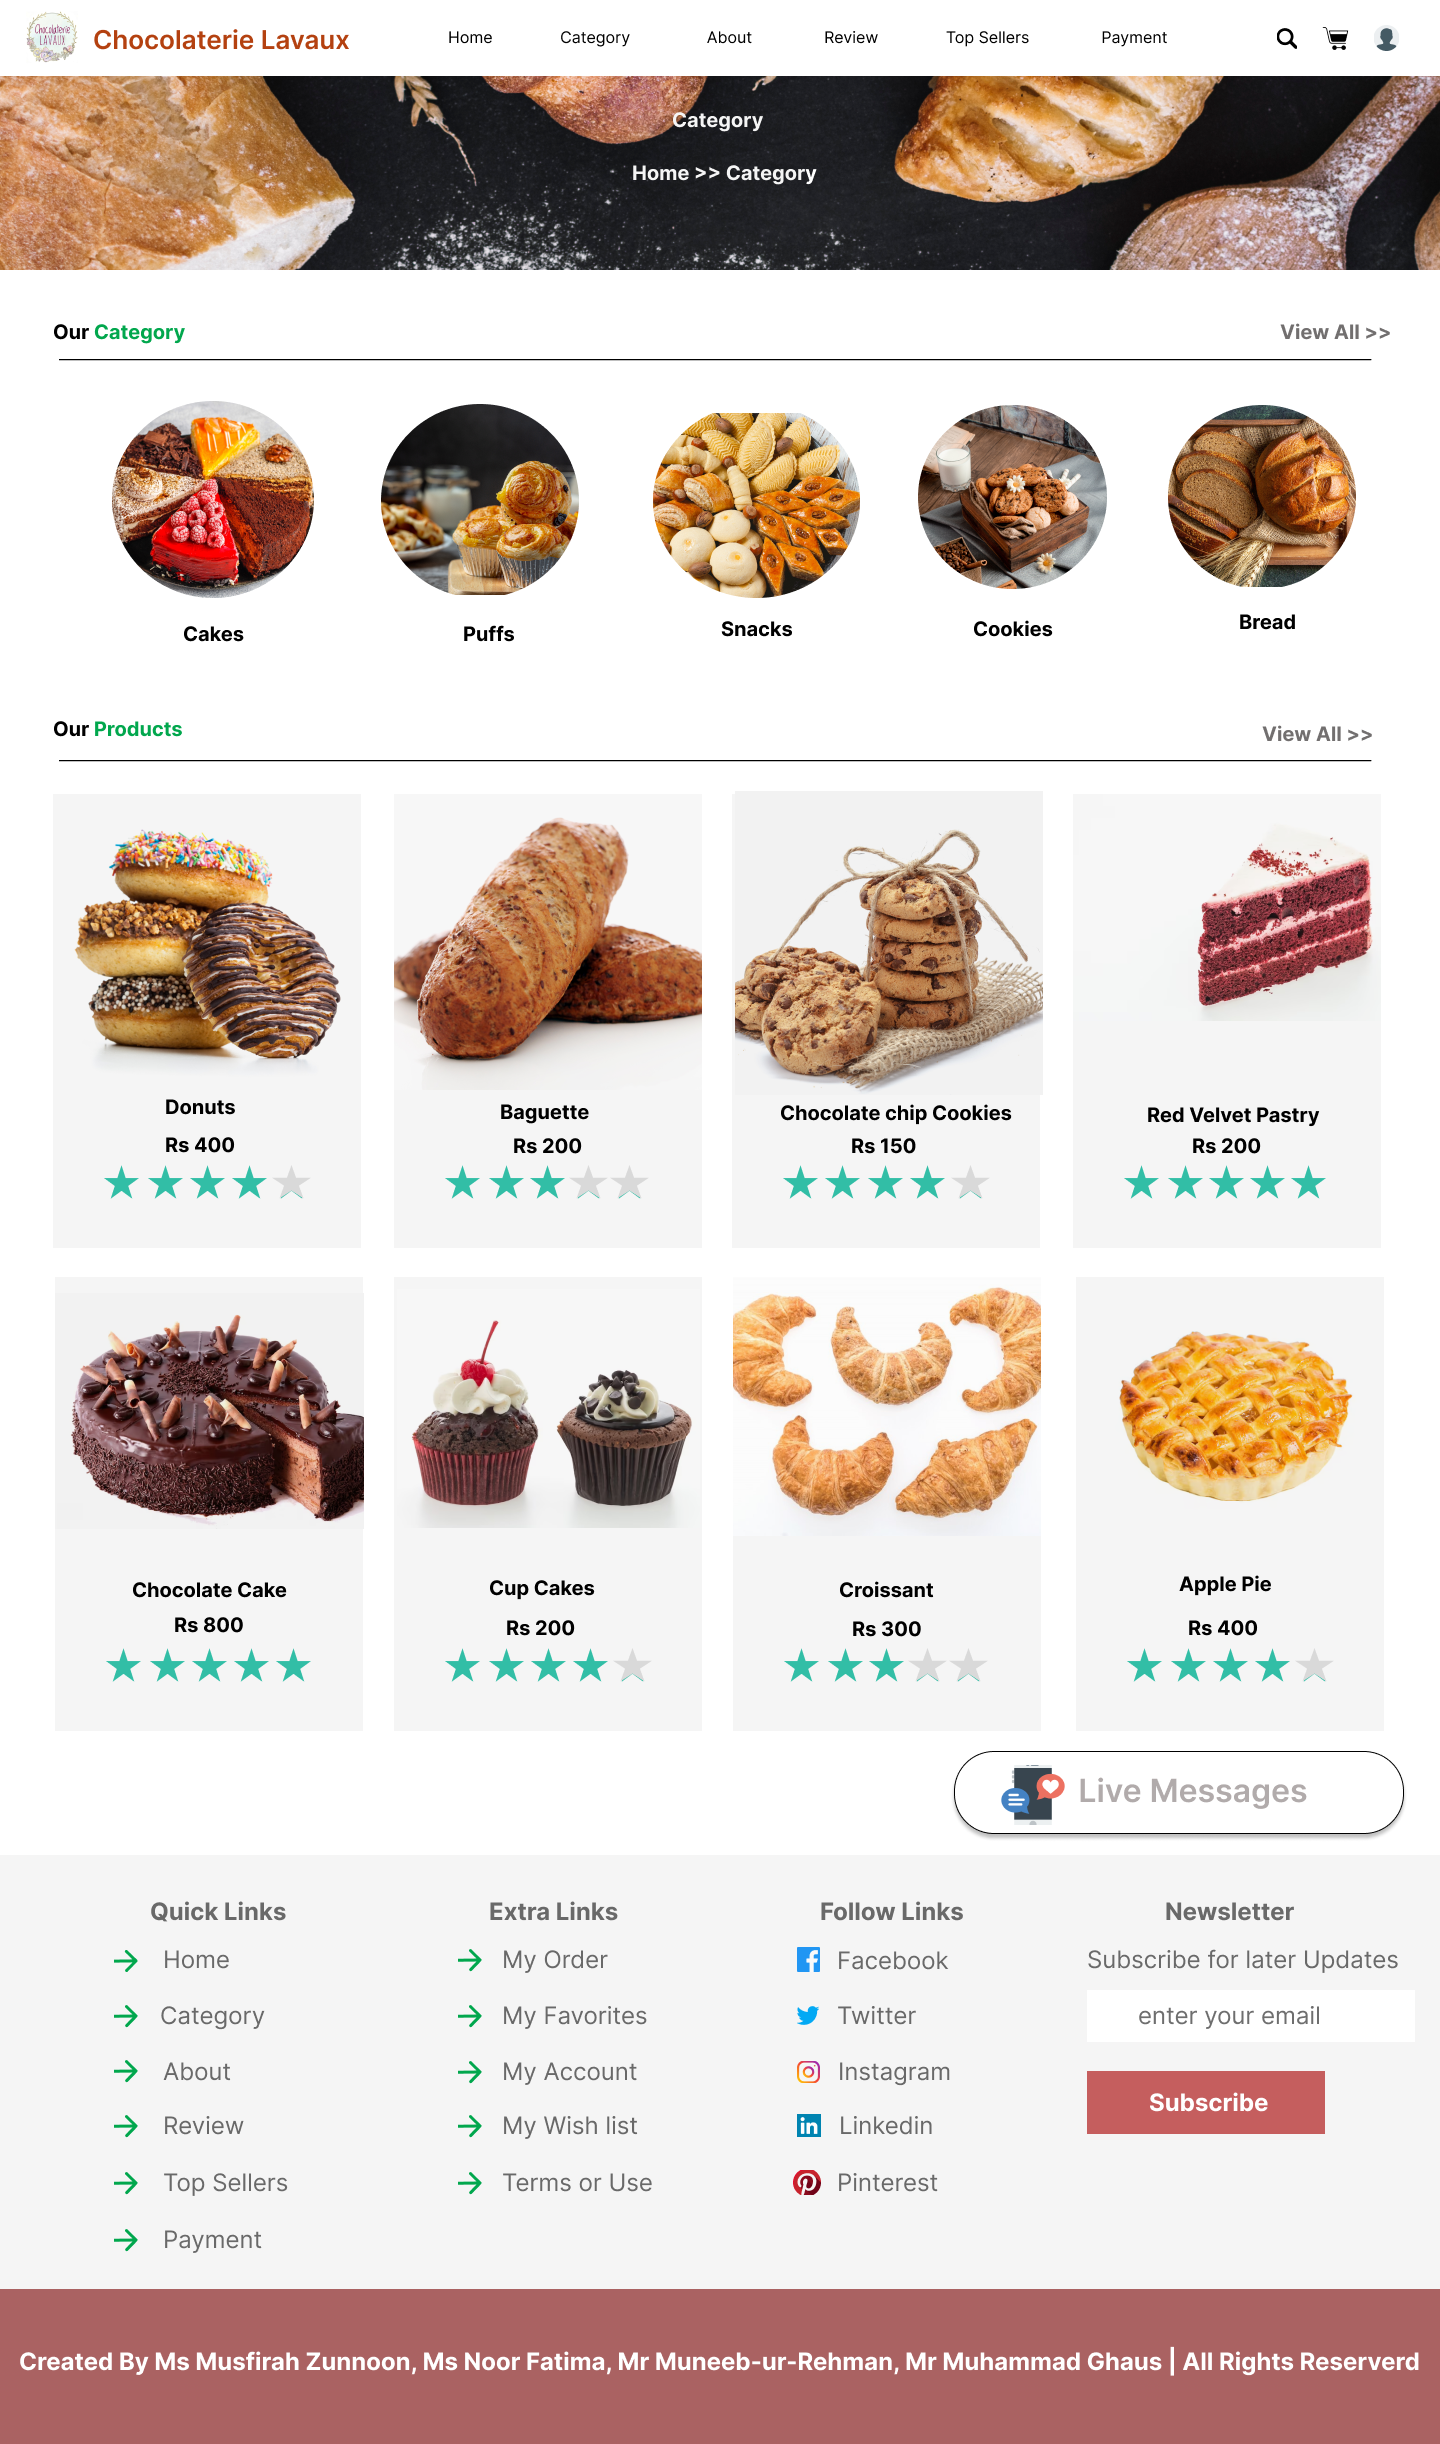 Chocolaterie
LAVAUX
Chocolaterie Lavaux
Home
Category
About
Review
Top Sellers
Payment
Category
Home >> Category
Our Category
View All >>
Cakes
Puffs
Snacks
Cookies
Bread
Our Products
View All >>
Donuts
Rs 400
Baguette
Rs 200
Chocolate chip Cookies
Rs 150
Red Velvet Pastry
Rs 200
Chocolate Cake
Rs 800
Cup Cakes
Rs 200
Croissant
Rs 300
Apple Pie
Rs 400
Live Messages
Quick Links
Home
Category
About
Review
Top Sellers
Payment
Extra Links
My Order
My Favorites
My Account
My Wish list
Terms or Use
Follow Links
Facebook
Twitter
Instagram
Linkedin
Pinterest
Newsletter
Subscribe for later Updates
enter your email
Subscribe
Created By Ms Musfirah Zunnoon, Ms Noor Fatima, Mr Muneeb-ur-Rehman, Mr Muhammad Ghaus | All Rights Reserverd